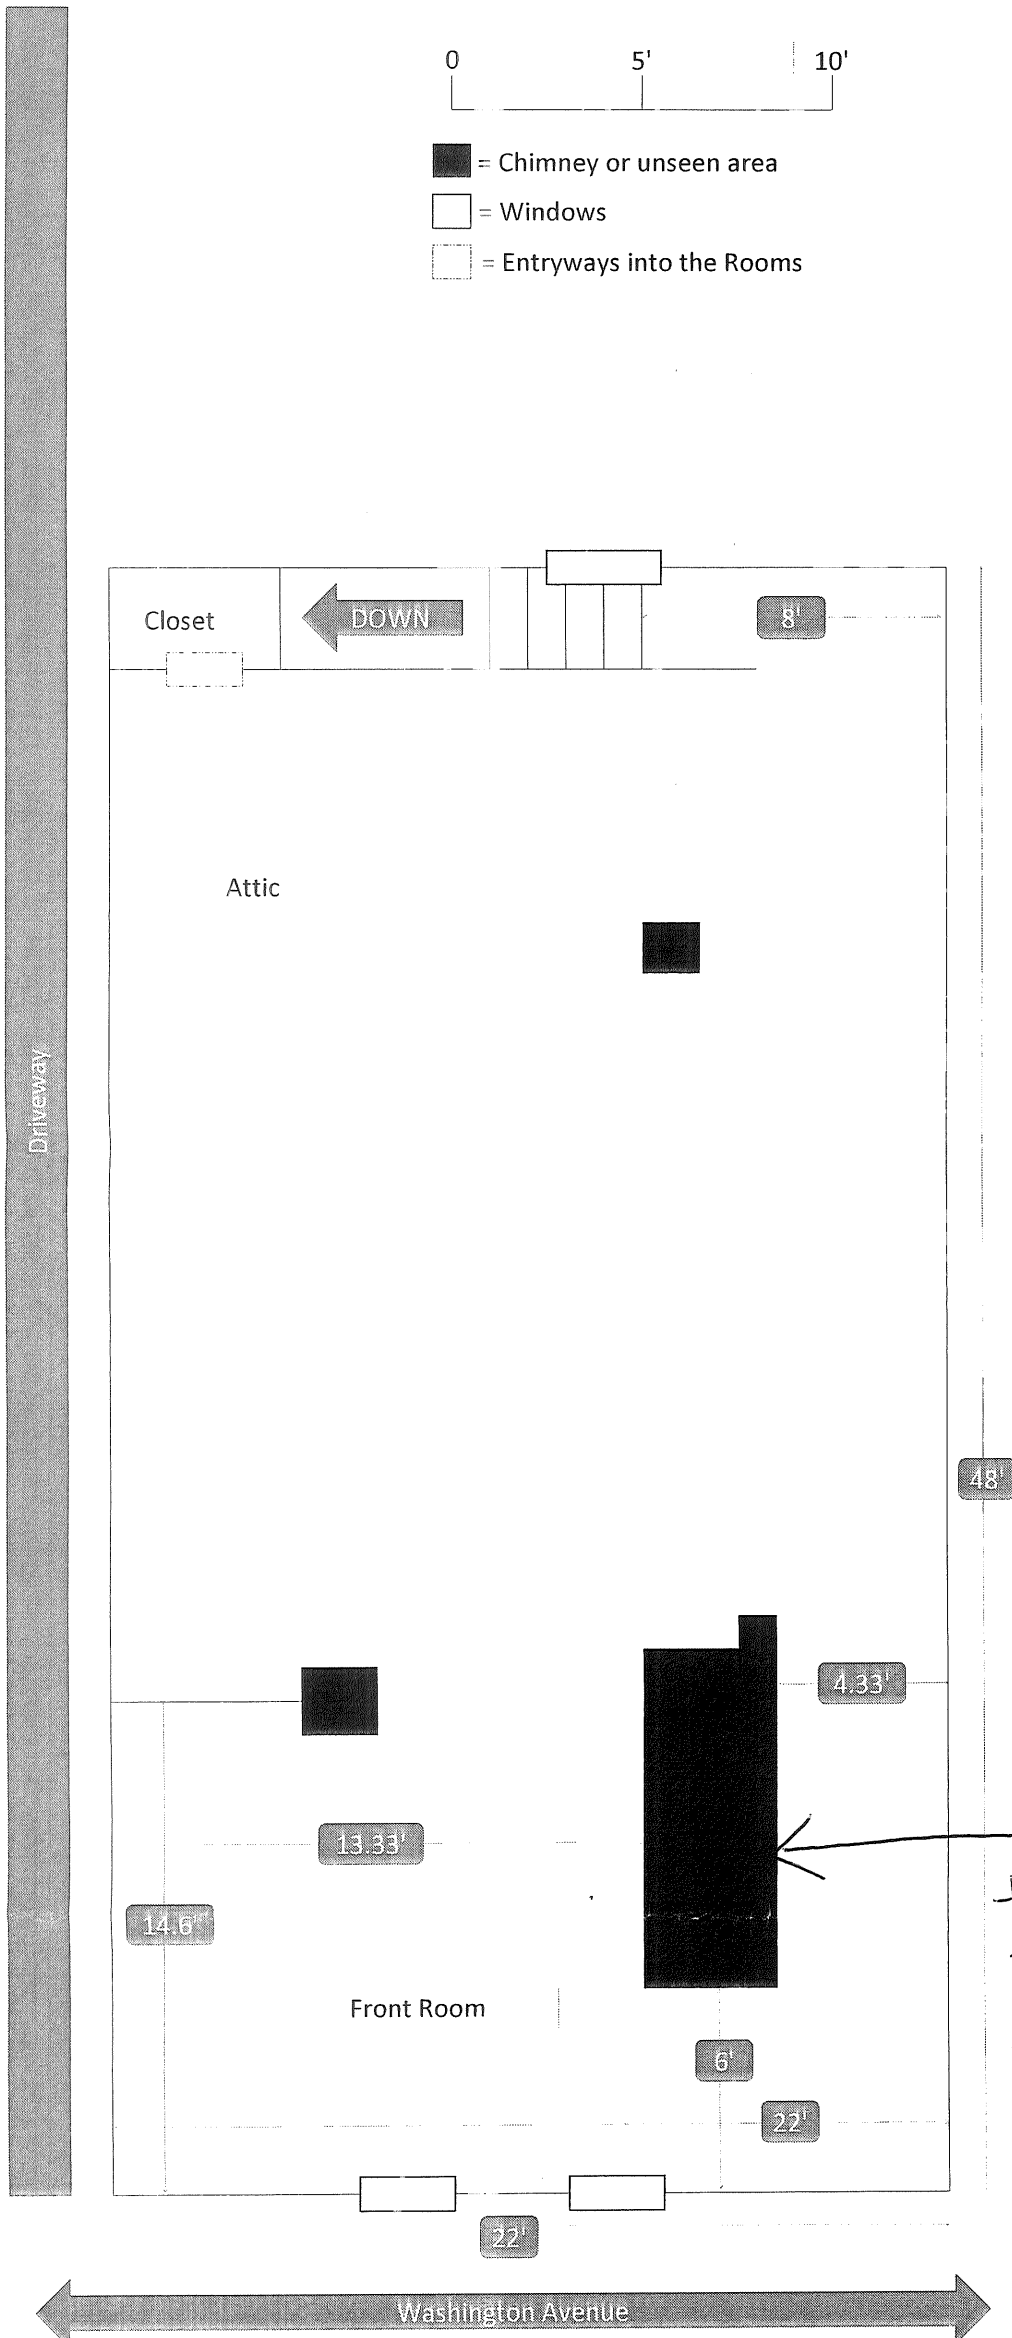 0 5' 10'
= Chimney or unseen area
= Windows
= Entryways into the Rooms
Closet
DOWN
8'
Attic
Driveway
48'
4.33'
13.33'
14.6'
Front Room
6'
22'
22'
Washington Avenue